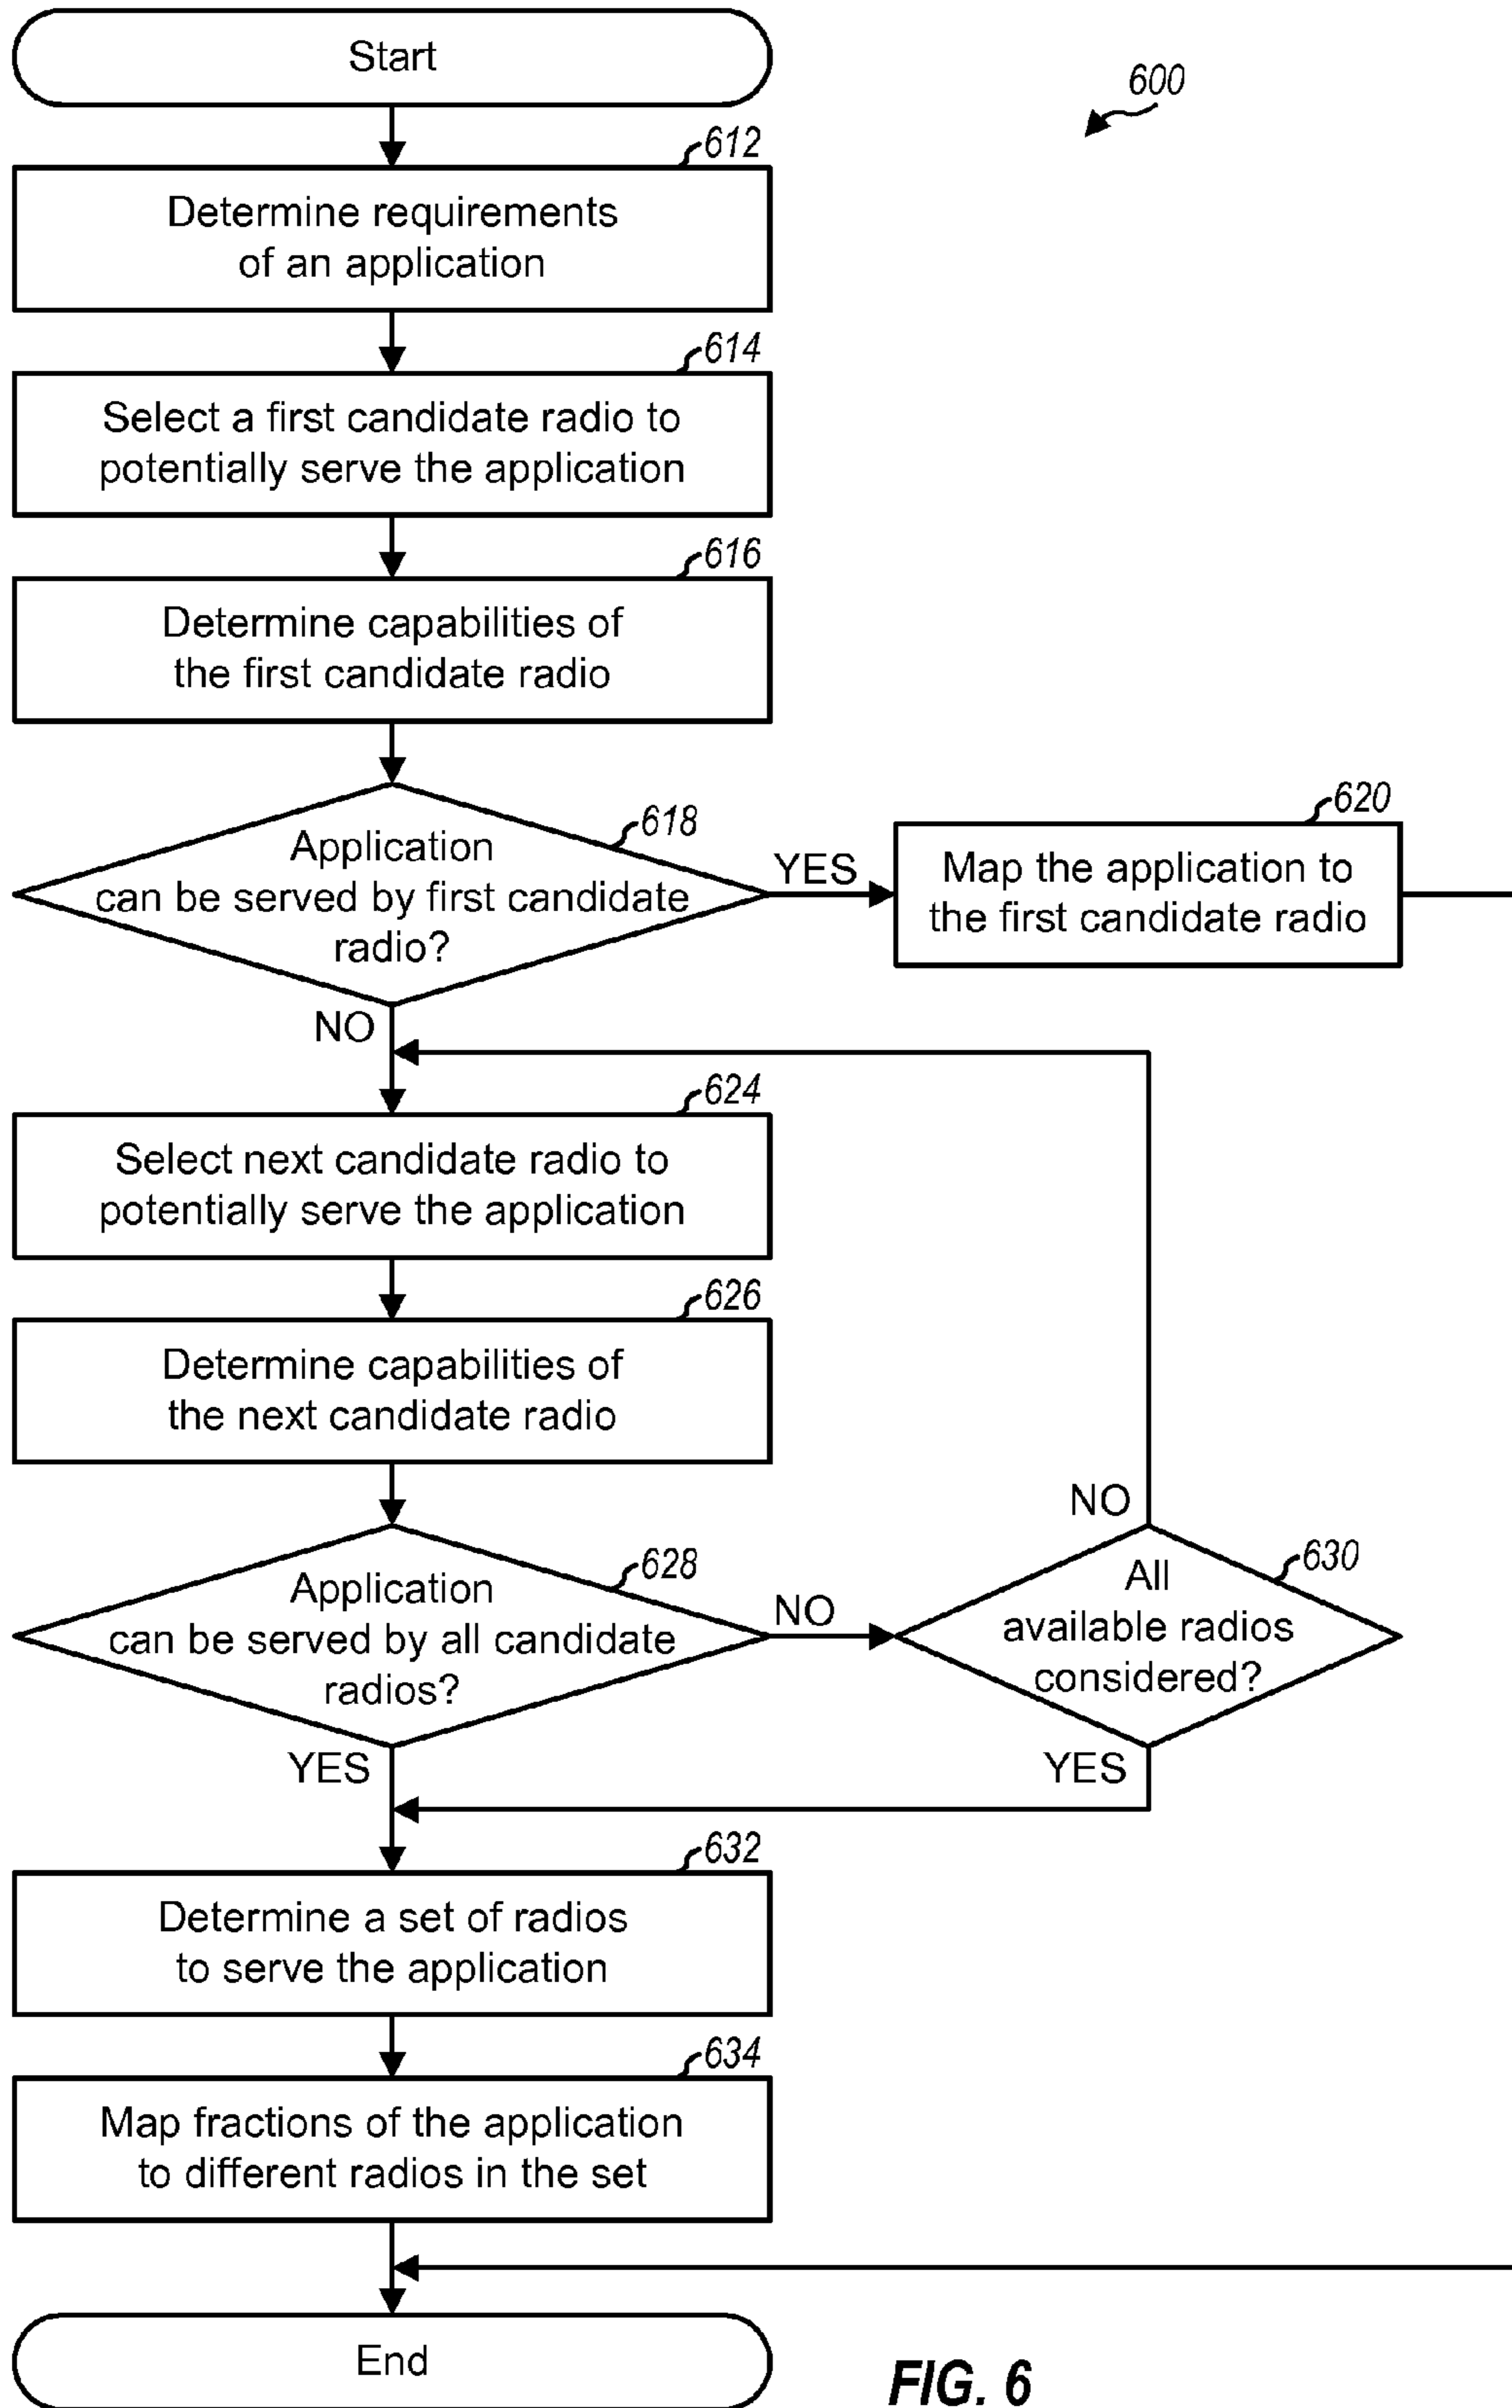 Start
600
612
Determine requirements
of an application
614
Select a first candidate radio to
potentially serve the application
616
Determine capabilities of
the first candidate radio
618
Application
can be served by first candidate
radio?
YES
620
Map the application to
the first candidate radio
NO
624
Select next candidate radio to
potentially serve the application
626
Determine capabilities of
the next candidate radio
628
Application
can be served by all candidate
radios?
NO
NO
630
All
available radios
considered?
YES
YES
632
Determine a set of radios
to serve the application
634
Map fractions of the application
to different radios in the set
End
FIG. 6